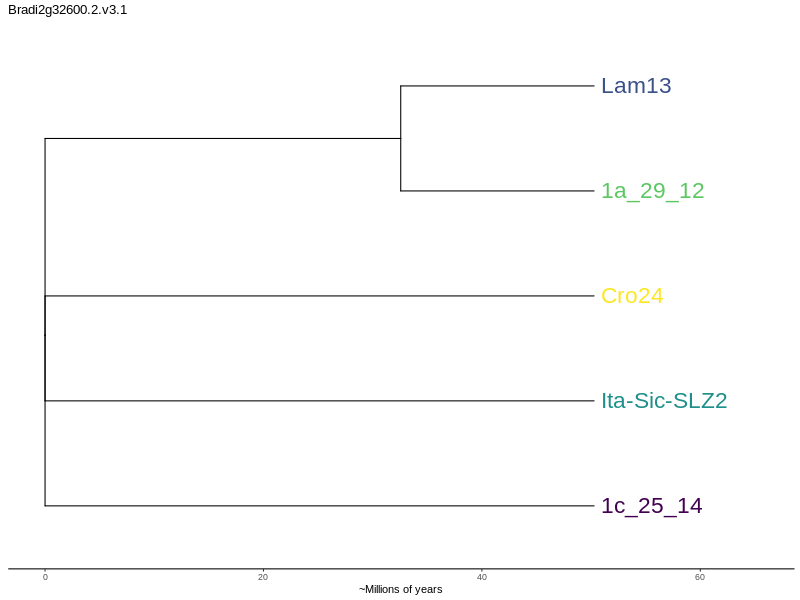 Bradi2g32600.2.v3.1
Lam13
1a_29_12
Cro24
Ita-Sic-SLZ2
1c_25_14
0 20 40 60
~Millions of years